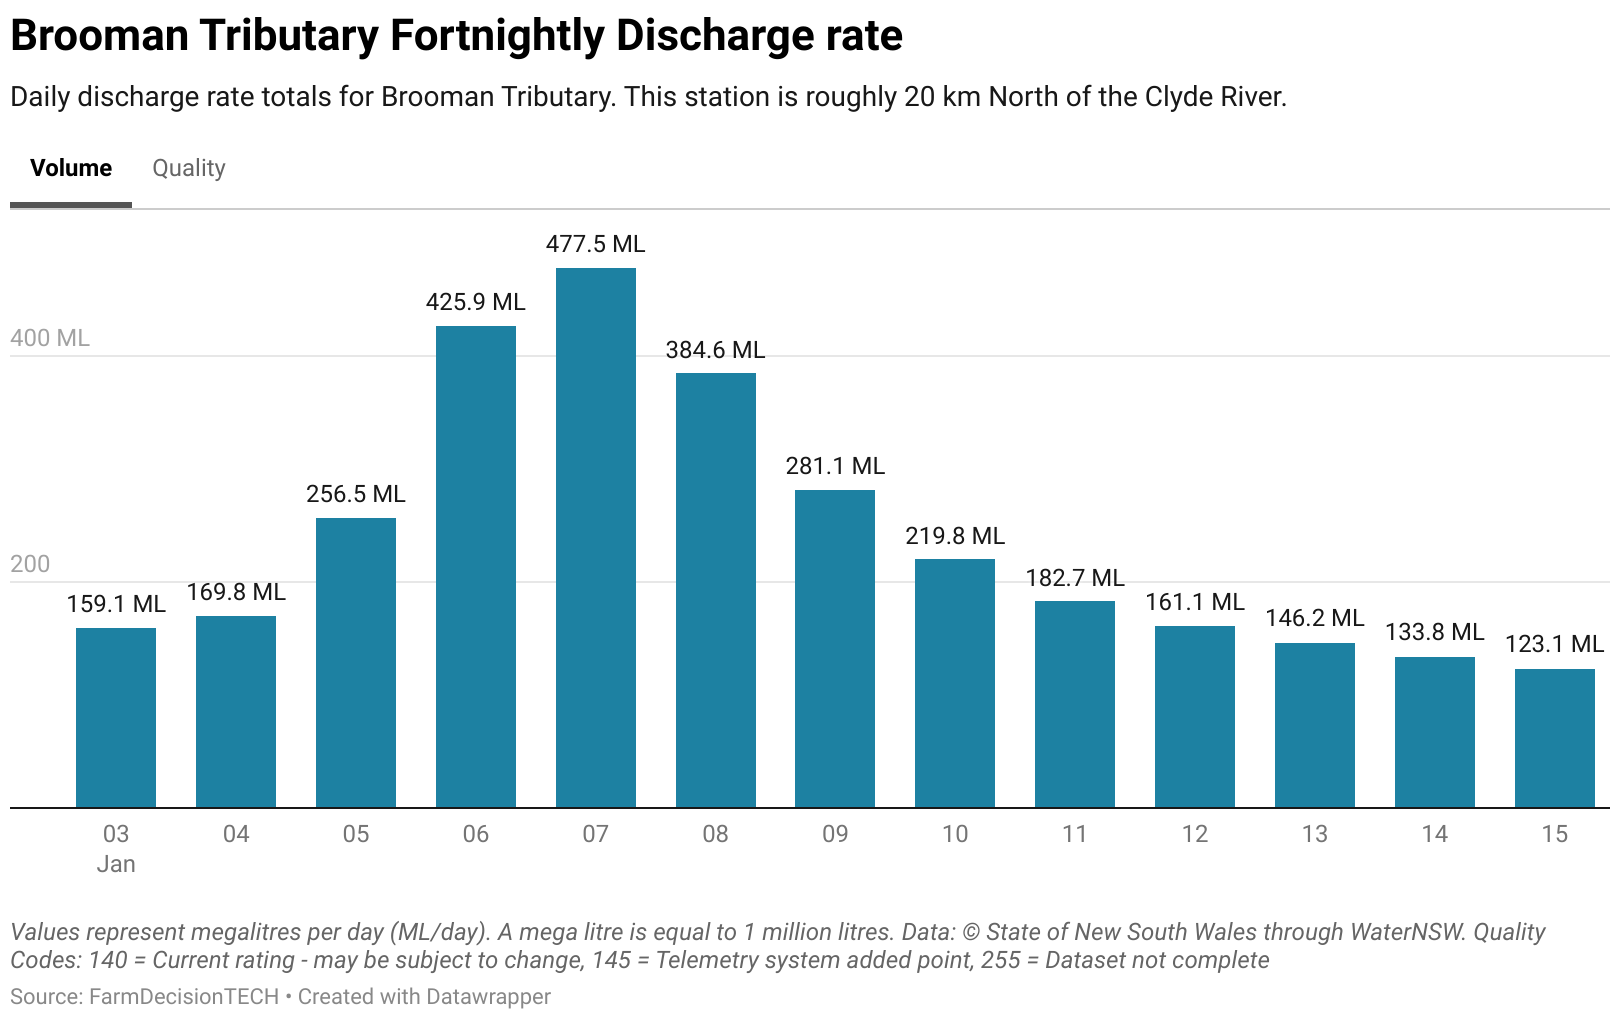 Brooman Tributary Fortnightly Discharge rate
Daily discharge rate totals for Brooman Tributary. This station is roughly 20 km North of the Clyde River.
Volume Quality
477.5 ML
425.9 ML
400 ML
384.6 ML
281.1 ML
256.5 ML
219.8 ML
200
182.7 ML
169.8 ML
161.1 ML
159.1 ML
146.2 ML
133.8 ML
123.1 ML
03 04 05 06 07 08 09 10 11 12 13 14 15
Jan
Values represent megalitres per day (ML/day). A mega litre is equal to 1 million litres. Data: © State of New South Wales through WaterNSW. Quality
Codes: 140 = Current rating - may be subject to change, 145 = Telemetry system added point, 255 = Dataset not complete
Source: FarmDecisionTECH • Created with Datawrapper